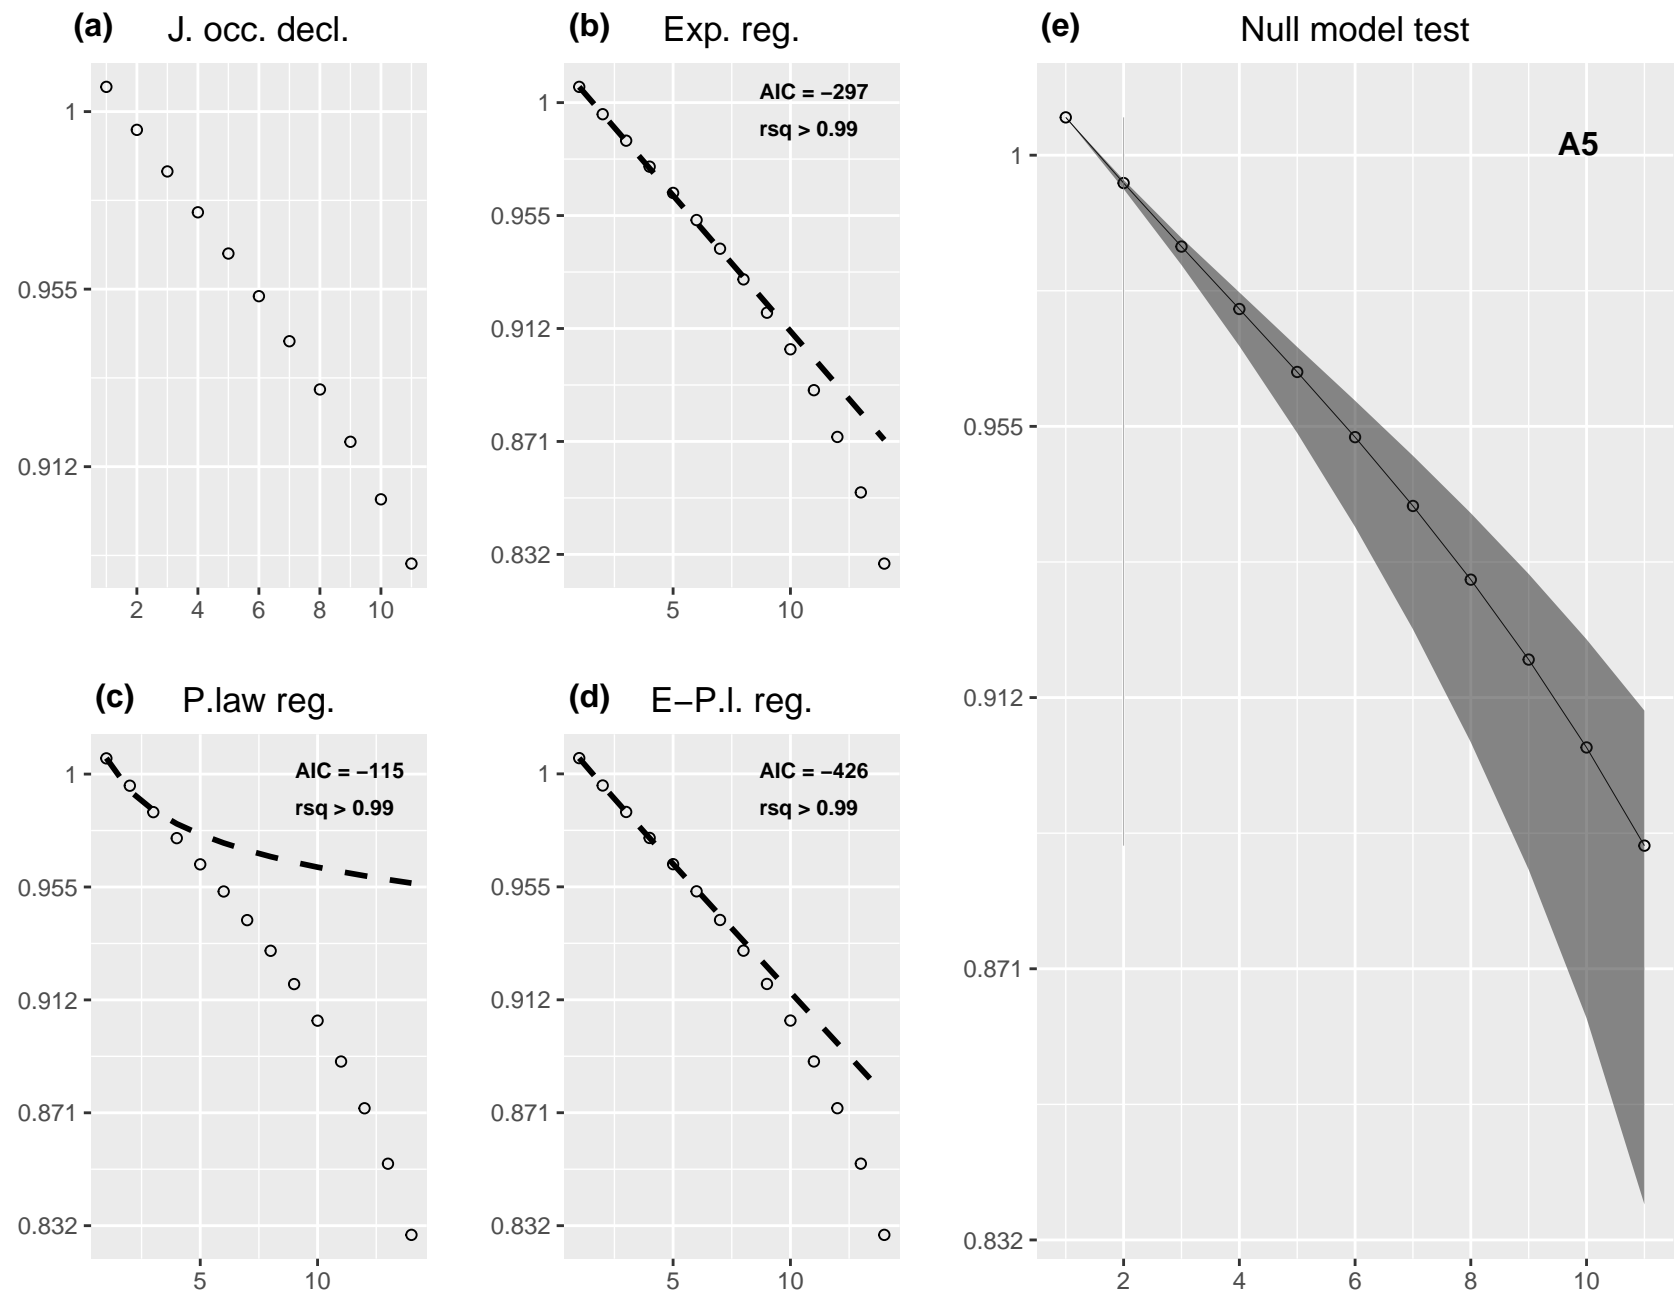 (a) J. occ. decl.
1
0.955
0.912
2 4 6 8 10
(b) Exp. reg.
AIC = −297
rsq > 0.99
1
0.955
0.912
0.871
0.832
5 10
(c) P.law reg.
AIC = −115
rsq > 0.99
1
0.955
0.912
0.871
0.832
5 10
(d) E−P.l. reg.
AIC = −426
rsq > 0.99
1
0.955
0.912
0.871
0.832
5 10
(e) Null model test
A5
1
0.955
0.912
0.871
0.832
2 4 6 8 10